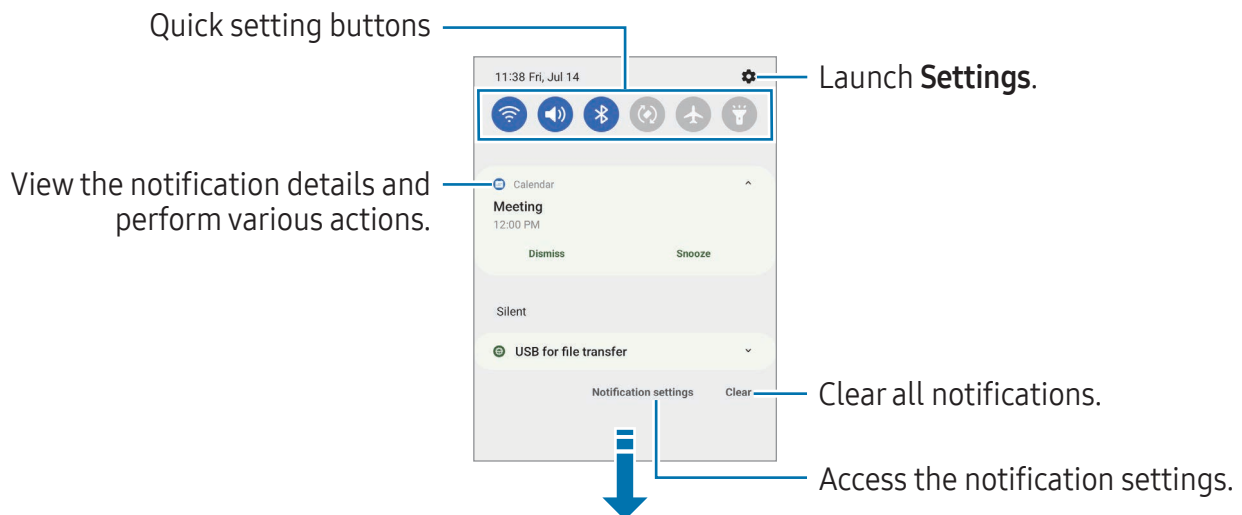 Quick setting buttons
11:38 Fri, Jul 14
Launch Settings.
View the notification details and
perform various actions.
Calendar
Meeting
12:00 PM
Dismiss Snooze
Silent
USB for file transfer
Notification settings Clear
Clear all notifications.
Access the notification settings.